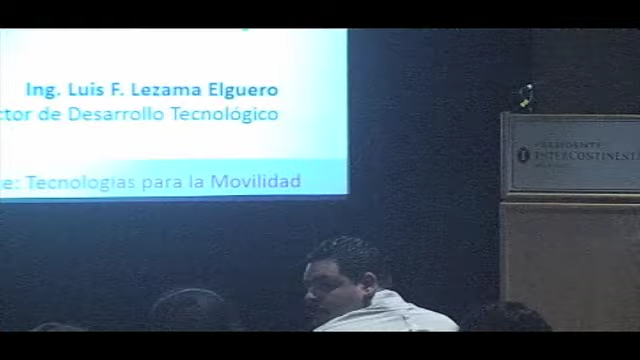 Ing. Luis F. Lezama Elguero
ctor de Desarrollo Tecnológico
e: Tecnologías para la Movilidad
PRESIDENTE
INTERCONTINENTAL